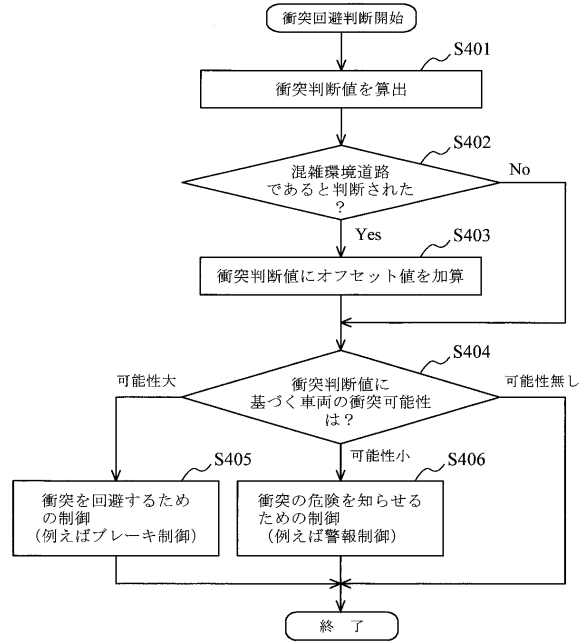 衝突回避判断開始
S401
衝突判断値を算出
S402
混雑環境道路
であると判断された
？
No
Yes
S403
衝突判断値にオフセット値を加算
S404
可能性大
衝突判断値に
基づく車両の衝突可能性
は？
可能性無し
可能性小
S405
衝突を回避するため
の制御
（例えばブレーキ制御）
S406
衝突の危険を知らせる
ための制御
（例えば警報制御）
終　了